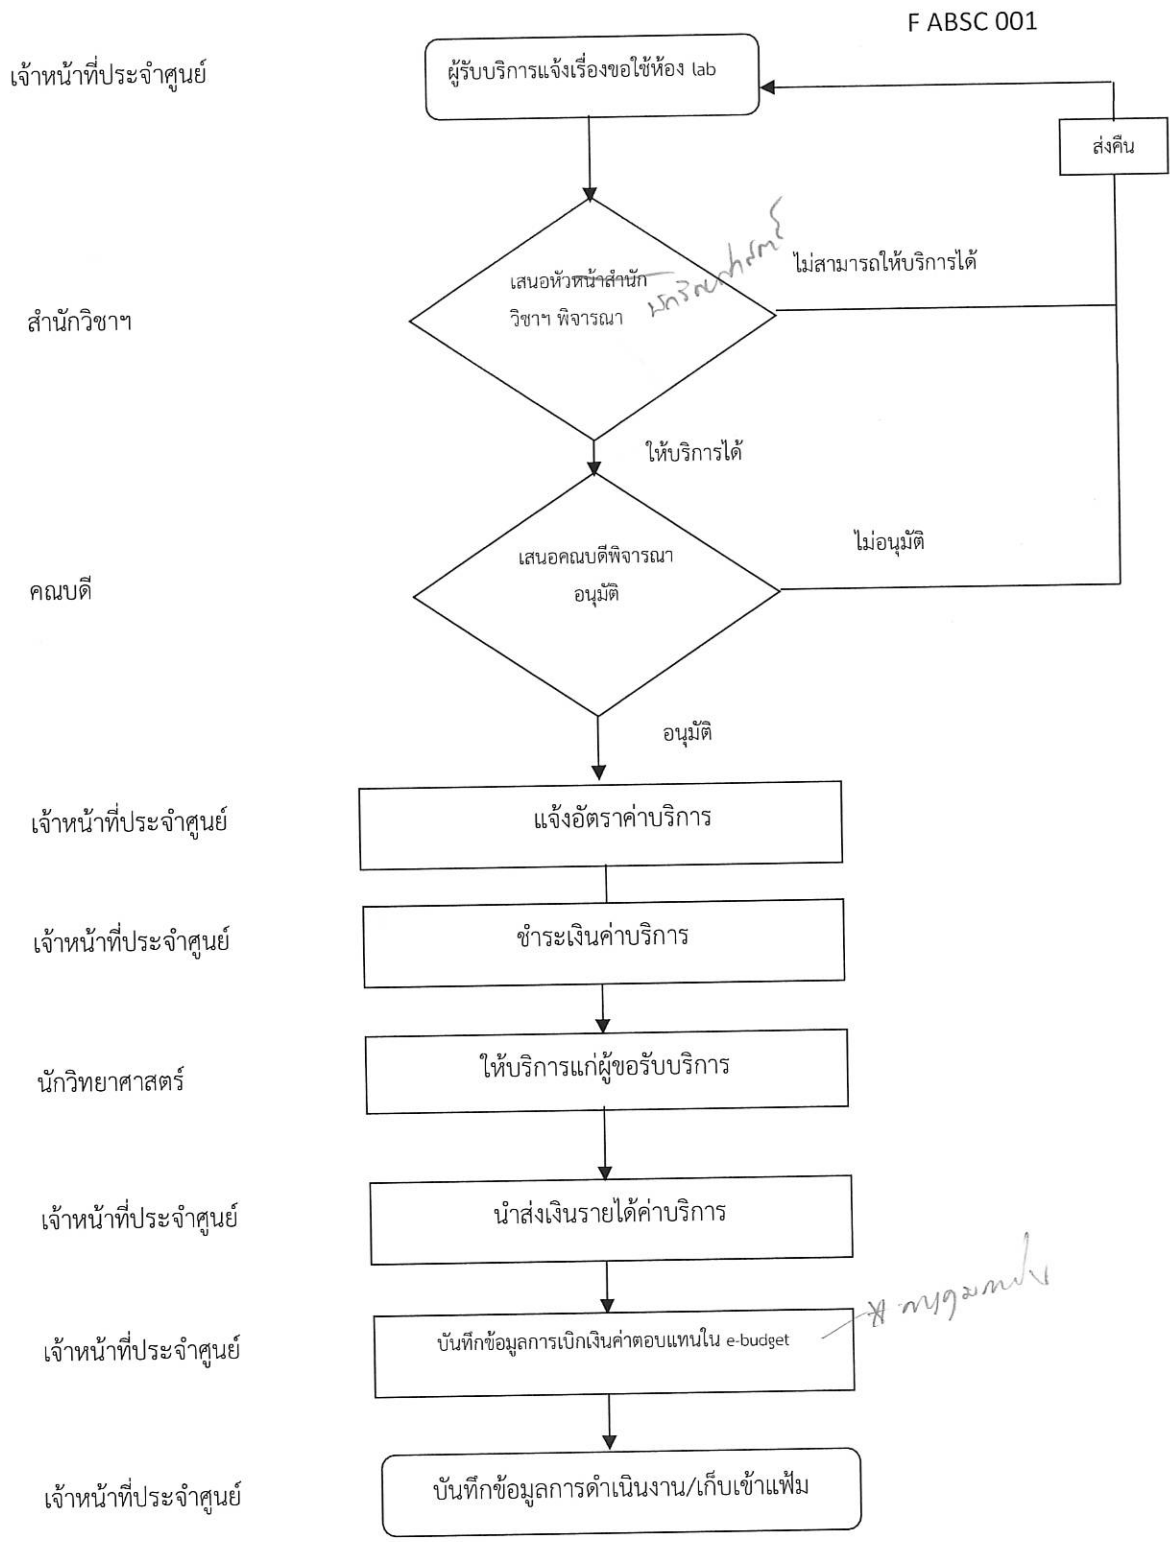 F ABSC 001
เจ้าหน้าที่ประจำศูนย์
ผู้รับบริการแจ้งเรื่องขอใช้ห้อง lab
ส่งคืน
เสนอหัวหน้าสำนัก
วิชาฯ พิจารณา
นักวิทยาศาสตร์
ไม่สามารถให้บริการได้
สำนักวิชาฯ
ให้บริการได้
เสนอคณบดีพิจารณา
อนุมัติ
ไม่อนุมัติ
คณบดี
อนุมัติ
เจ้าหน้าที่ประจำศูนย์
แจ้งอัตราค่าบริการ
เจ้าหน้าที่ประจำศูนย์
ชำระเงินค่าบริการ
นักวิทยาศาสตร์
ให้บริการแก่ผู้ขอรับบริการ
เจ้าหน้าที่ประจำศูนย์
นำส่งเงินรายได้ค่าบริการ
เจ้าหน้าที่ประจำศูนย์
บันทึกข้อมูลการเบิกเงินค่าตอบแทนใน e-budget
เจ้าหน้าที่ประจำศูนย์
บันทึกข้อมูลการดำเนินงาน/เก็บเข้าแฟ้ม